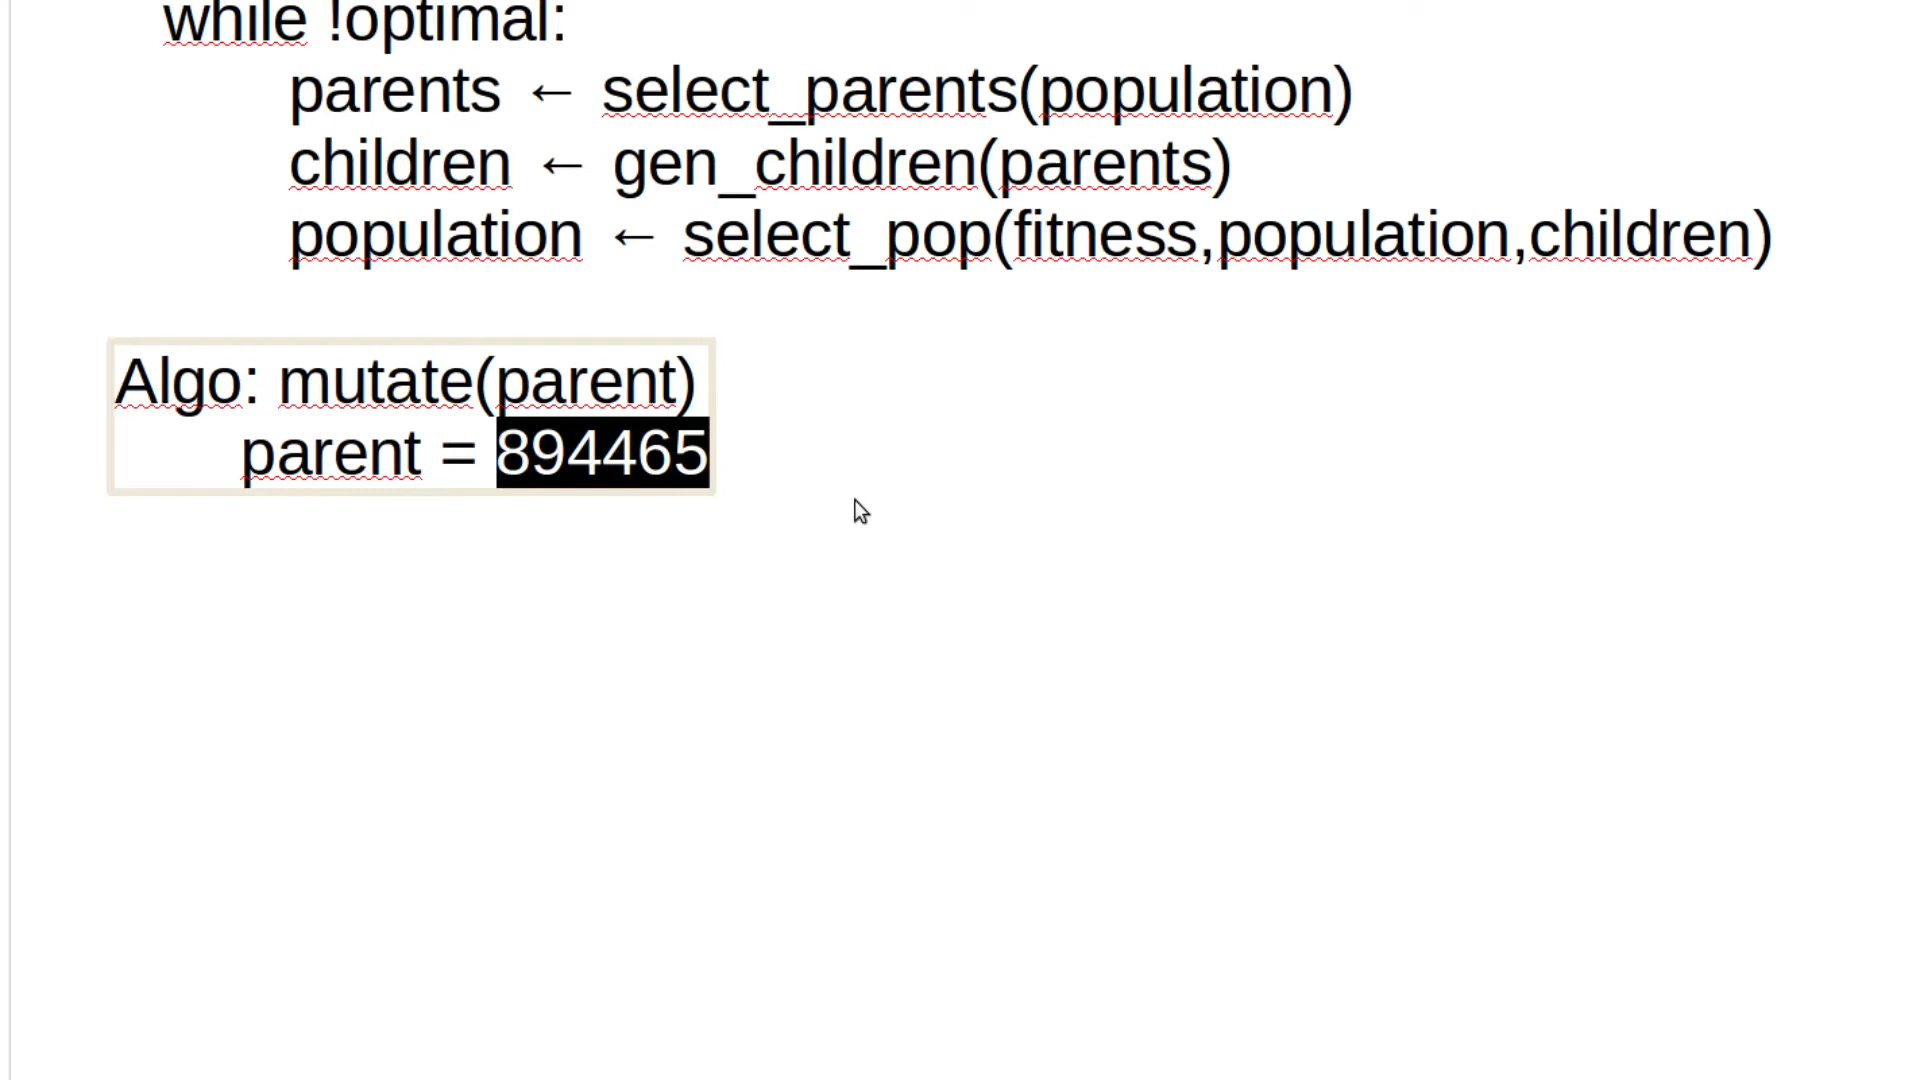 while !optimal:
parents ← select_parents(population)
children ← gen_children(parents)
population ← select_pop(fitness,population,children)
Algo: mutate(parent)
parent = 894465